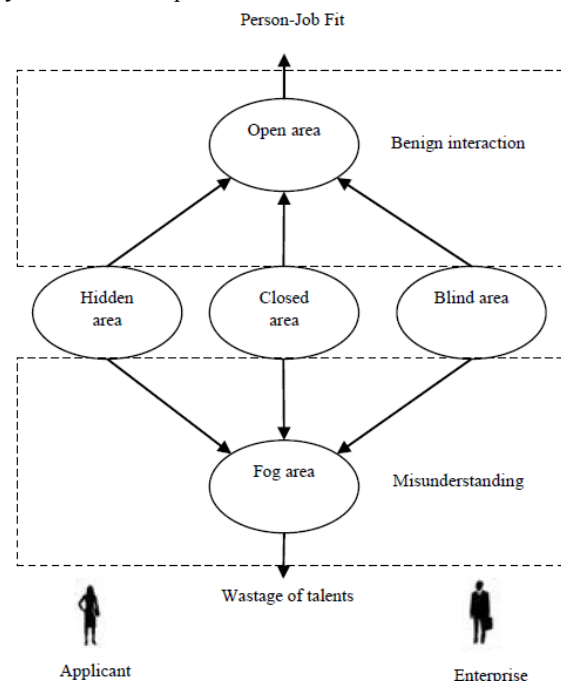 Person-Job Fit
Open area
Benign interaction
Hidden
area
Closed
area
Blind area
Fog area
Misunderstanding
Wastage of talents
Applicant
Enterprise